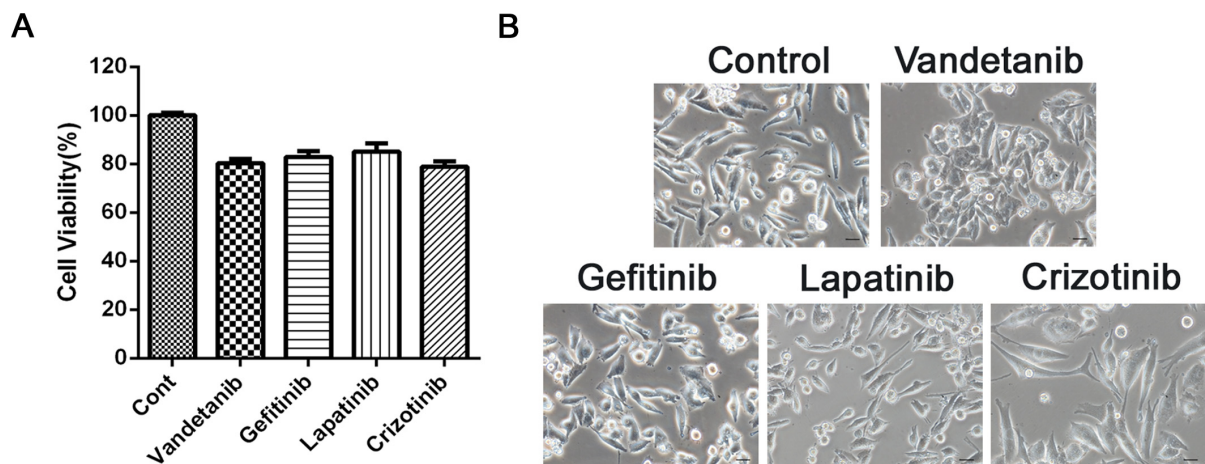 A
Cell Viability(%)
120
100
80
60
40
20
0
Cont
Vandetanib
Gefitinib
Lapatinib
Crizotinib
B
Control
Vandetanib
Gefitinib
Lapatinib
Crizotinib